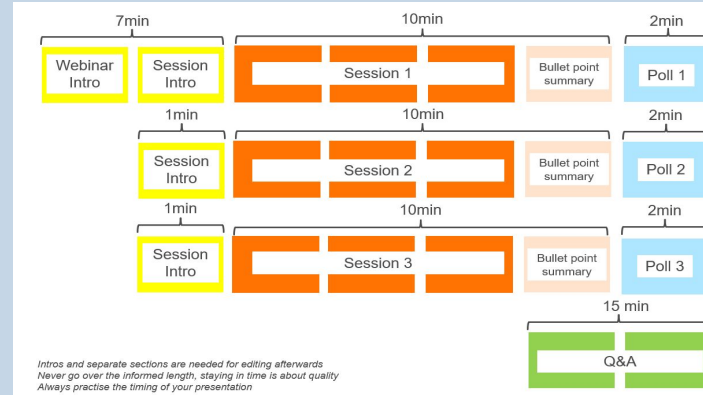 7min
10min
2min
Webinar
Intro
Session
Intro
Session 1
Bullet point
summary
Poll 1
1min
10min
2min
Session
Intro
Session 2
Bullet point
summary
Poll 2
1min
10min
2min
Session
Intro
Session 3
Bullet point
summary
Poll 3
15 min
Q&A
Intros and separate sections are needed for editing afterwards
Never go over the informed length, staying in time is about quality
Always practise the timing of your presentation